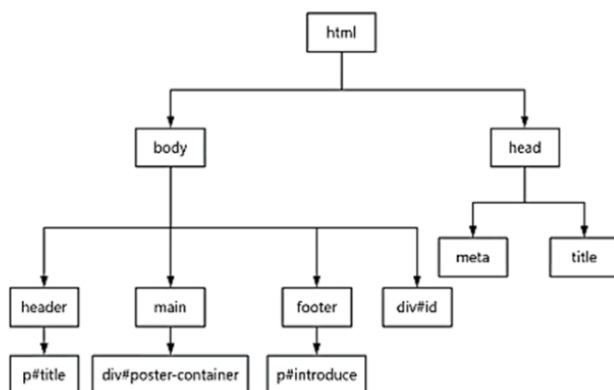 html
body
head
meta
title
header
main
footer
div#id
p#title
div#poster-container
p#introduce